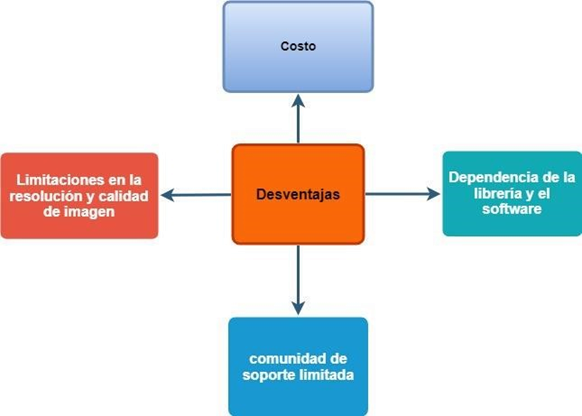 Costo
Limitaciones en la
resolución y calidad
de imagen
Desventajas
Dependencia de la
librería y el
software
comunidad de
soporte limitada